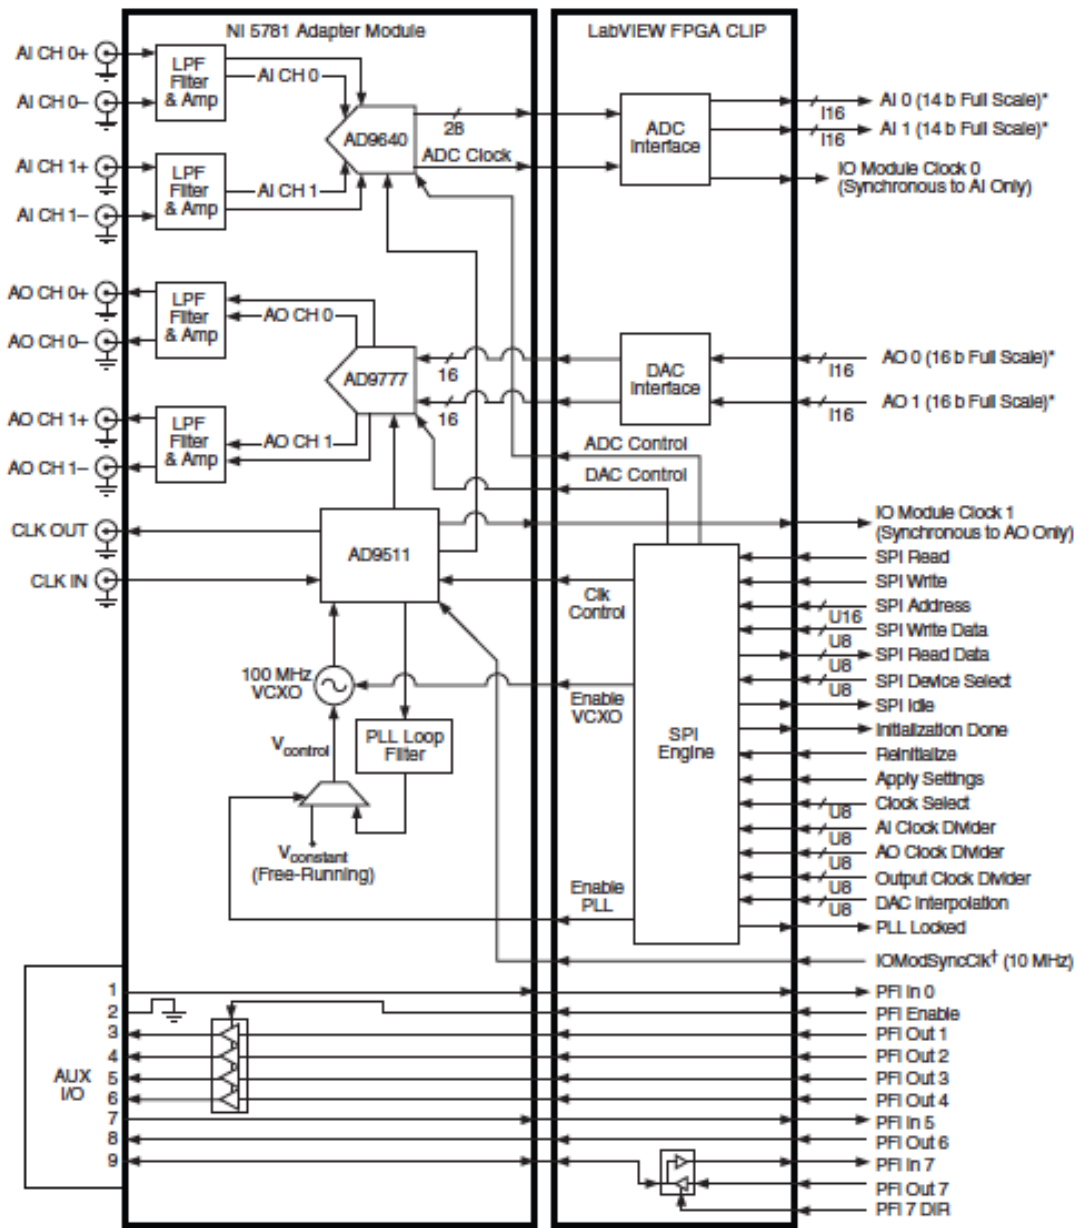 NI 5781 Adapter Module
LabVIEW FPGA CLIP
AI CH 0+
AI CH 0–
AI CH 1+
AI CH 1–
LPF
Filter
& Amp
AI CH 0
LPF
Filter
& Amp
AI CH 1
AD9640
28
ADC Clock
ADC
Interface
I16
I16
AI 0 (14 b Full Scale)*
AI 1 (14 b Full Scale)*
IO Module Clock 0
(Synchronous to AI Only)
AO CH 0+
AO CH 0–
AO CH 1+
AO CH 1–
LPF
Filter
& Amp
AO CH 0
LPF
Filter
& Amp
AO CH 1
AD9777
16
16
DAC
Interface
I16
I16
AO 0 (16 b Full Scale)*
AO 1 (16 b Full Scale)*
ADC Control
DAC Control
CLK OUT
CLK IN
AD9511
Clk
Control
100 MHz
VCXO
Enable
VCXO
Vcontrol
PLL Loop
Filter
Vconstant
(Free-Running)
Enable
PLL
SPI
Engine
IO Module Clock 1
(Synchronous to AO Only)
SPI Read
SPI Write
SPI Address
U16
SPI Write Data
U8
SPI Read Data
U8
SPI Device Select
U8
SPI Idle
Initialization Done
Reinitialize
Apply Settings
Clock Select
U8
AI Clock Divider
U8
AO Clock Divider
U8
Output Clock Divider
U8
DAC Interpolation
U8
PLL Locked
IOModSyncClk† (10 MHz)
AUX
I/O
1
2
3
4
5
6
7
8
9
PFI In 0
PFI Enable
PFI Out 1
PFI Out 2
PFI Out 3
PFI Out 4
PFI In 5
PFI Out 6
PFI In 7
PFI Out 7
PFI 7 DIR